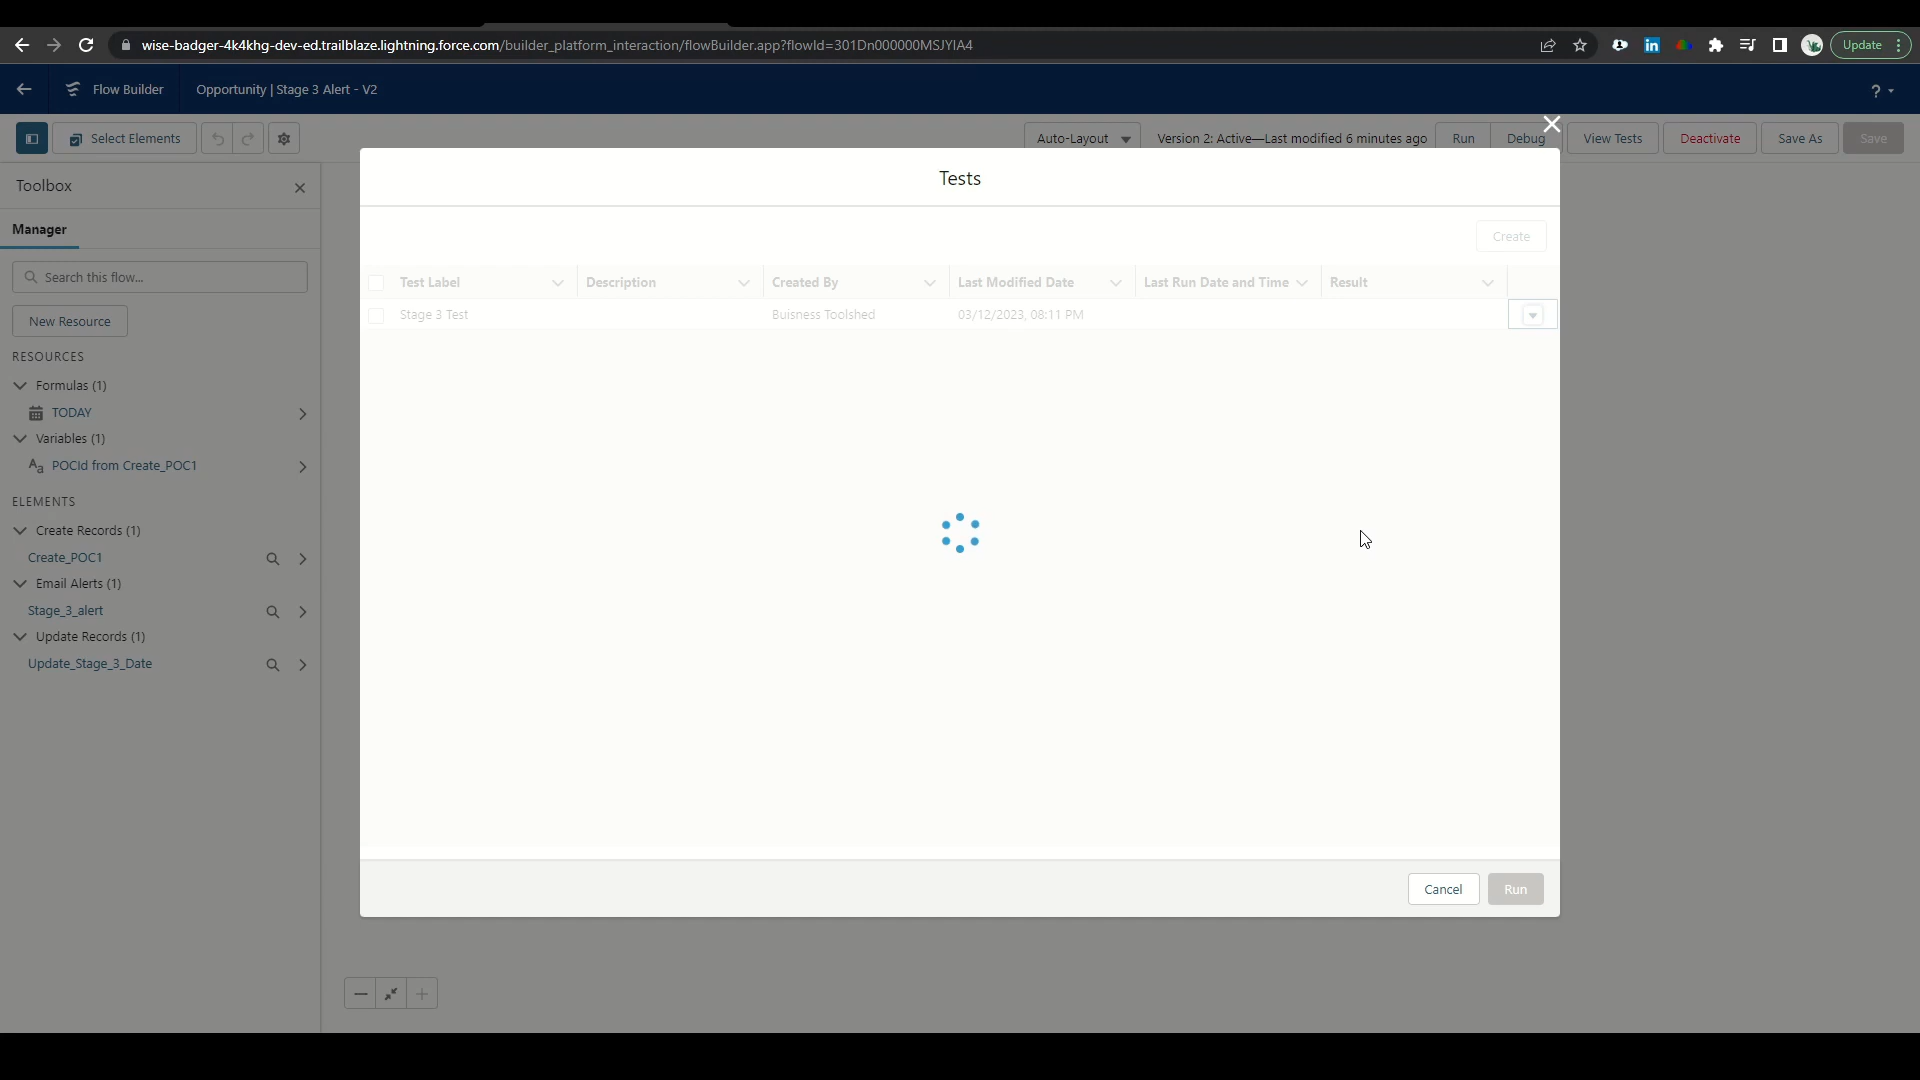 wise-badger-4k4khg-dev-ed.trailblaze.lightning.force.com/builder_platform_interaction/flowBuilder.app?flowId=301Dn000000MSJYIA4
Update
Flow Builder
Opportunity | Stage 3 Alert - V2
?
Select Elements
Auto-Layout
Version 2: Active—Last modified 6 minutes ago
Run
Debug
View Tests
Deactivate
Save As
Save
Toolbox
Manager
Search this flow...
New Resource
RESOURCES
Formulas (1)
TODAY
Variables (1)
Aa POCId from Create_POC1
ELEMENTS
Create Records (1)
Create_POC1
Email Alerts (1)
Stage_3_alert
Update Records (1)
Update_Stage_3_Date
Tests
Create
Test Label Description Created By Last Modified Date Last Run Date and Time Result
Stage 3 Test Buisness Toolshed 03/12/2023, 08:11 PM
Cancel
Run